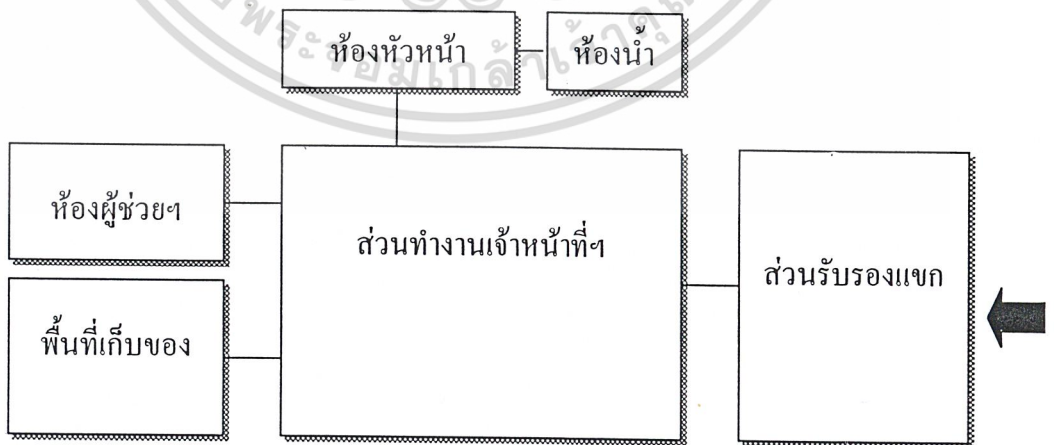 ห้องหัวหน้า
ห้องน้ำ
ห้องผู้ช่วยฯ
ส่วนทำงานเจ้าหน้าที่ฯ
ส่วนรับรองแขก
พื้นที่เก็บของ